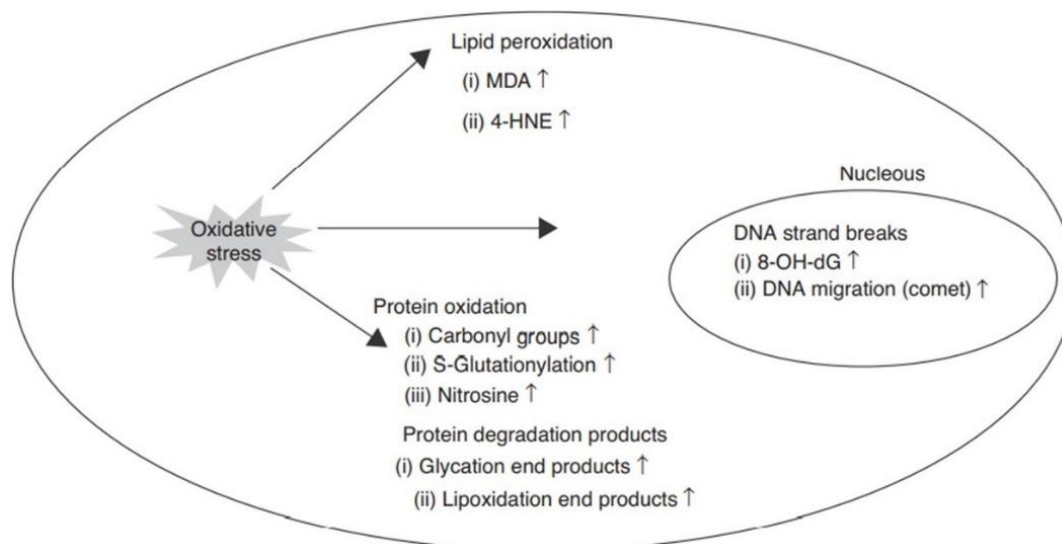 Lipid peroxidation
(i) MDA ↑
(ii) 4-HNE ↑
Nucleous
Oxidative
stress
DNA strand breaks
(i) 8-OH-dG ↑
(ii) DNA migration (comet) ↑
Protein oxidation
(i) Carbonyl groups ↑
(ii) S-Glutationylation ↑
(iii) Nitrosine ↑
Protein degradation products
(i) Glycation end products ↑
(ii) Lipoxidation end products ↑